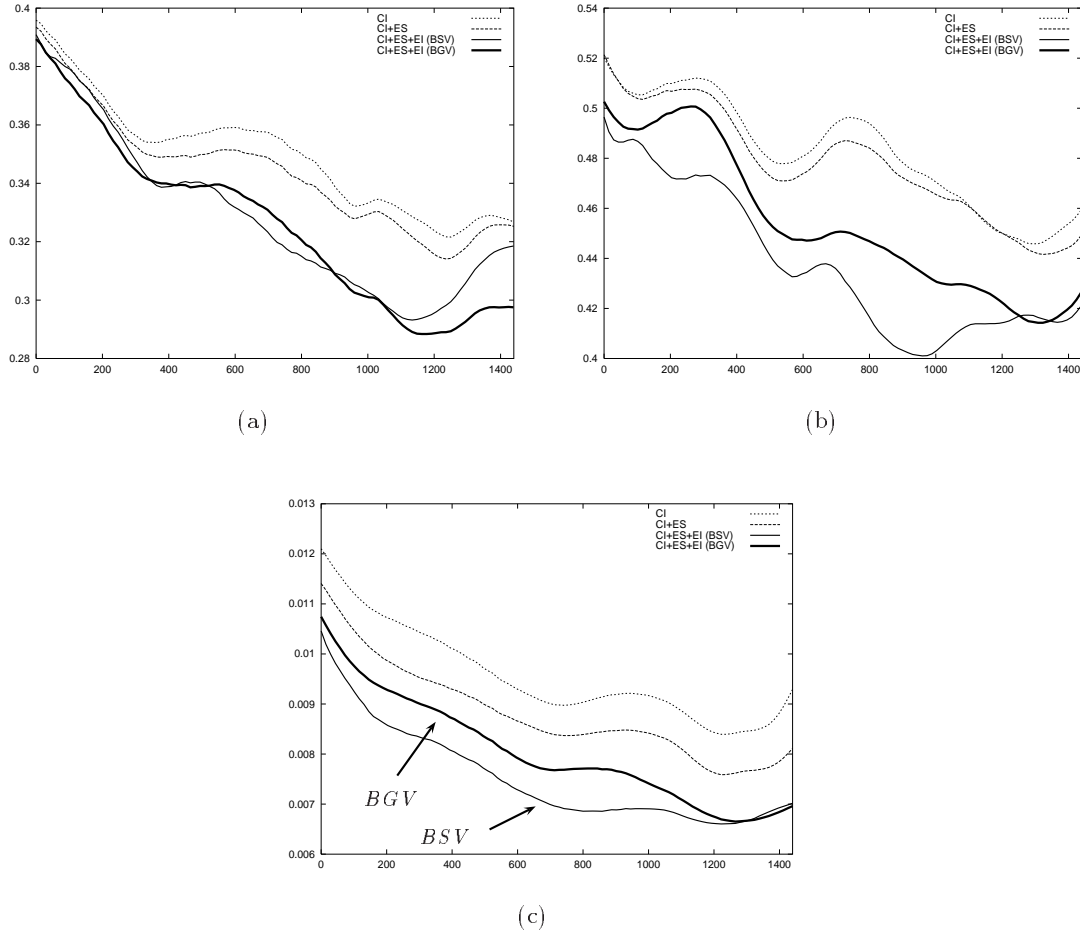 0.4
0.38
0.36
0.34
0.32
0.3
0.28
0 200 400 600 800 1000 1200 1400
CI
CI+ES
CI+ES+EI (BSV)
CI+ES+EI (BGV)
(a)
0.54
0.52
0.5
0.48
0.46
0.44
0.42
0.4
0 200 400 600 800 1000 1200 1400
CI
CI+ES
CI+ES+EI (BSV)
CI+ES+EI (BGV)
(b)
0.013
0.012
0.011
0.01
0.009
0.008
0.007
0.006
0 200 400 600 800 1000 1200 1400
CI
CI+ES
CI+ES+EI (BSV)
CI+ES+EI (BGV)
BGV
BSV
(c)